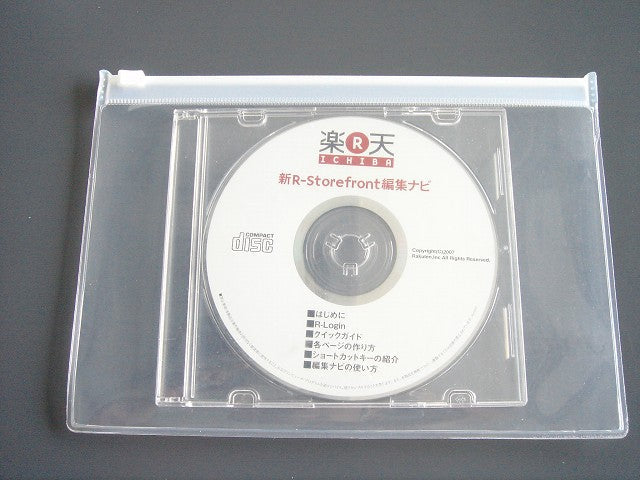 楽R天
ICHIBA
新R-Storefront編集ナビ
COMPACT
disc
Copyright(C)2007
Rakuten,Inc All Rights Reserved.
■はじめに
■R-Login
■クイックガイド
■各ページの作り方
■ショートカットキーの紹介
■編集ナビの使い方